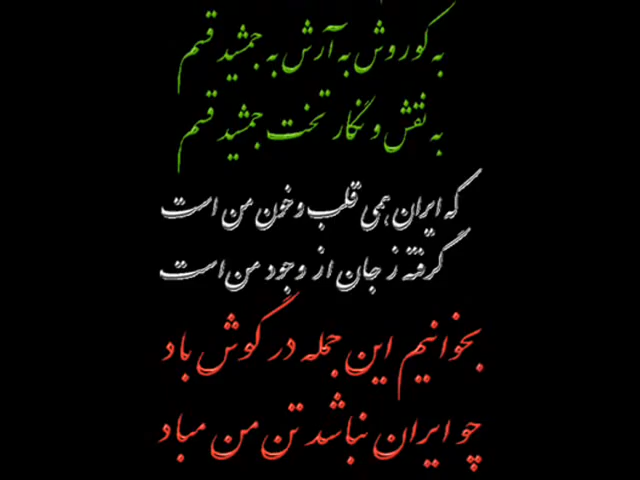 به کوروش به آرش به جمشید قسم
به نقش و نگار تخت جمشید قسم
که ایران همی قلب و خون من است
گرفته ز جان از وجود من است
بخوانیم این جمله در گوش باد
چو ایران نباشد تن من مباد